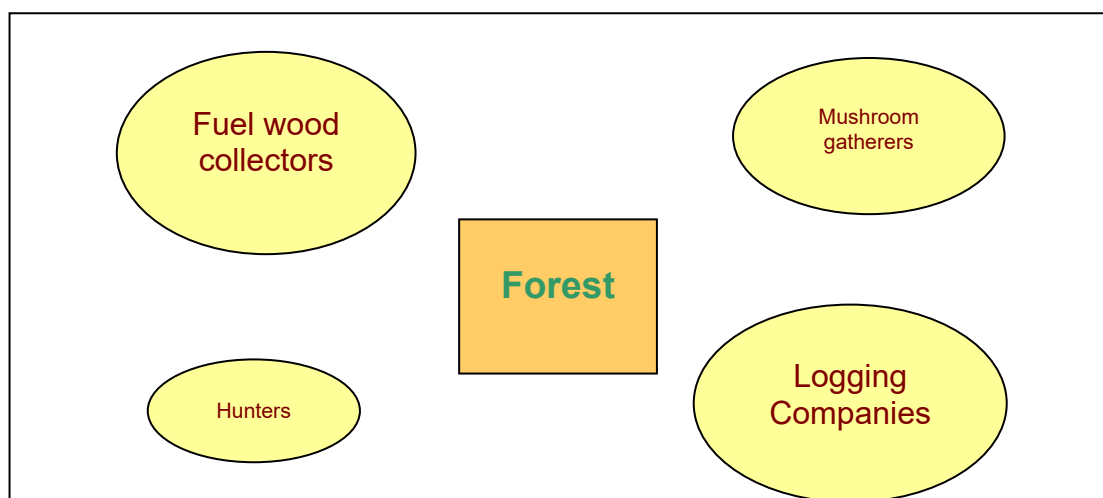 Fuel wood
collectors
Mushroom
gatherers
Forest
Hunters
Logging
Companies